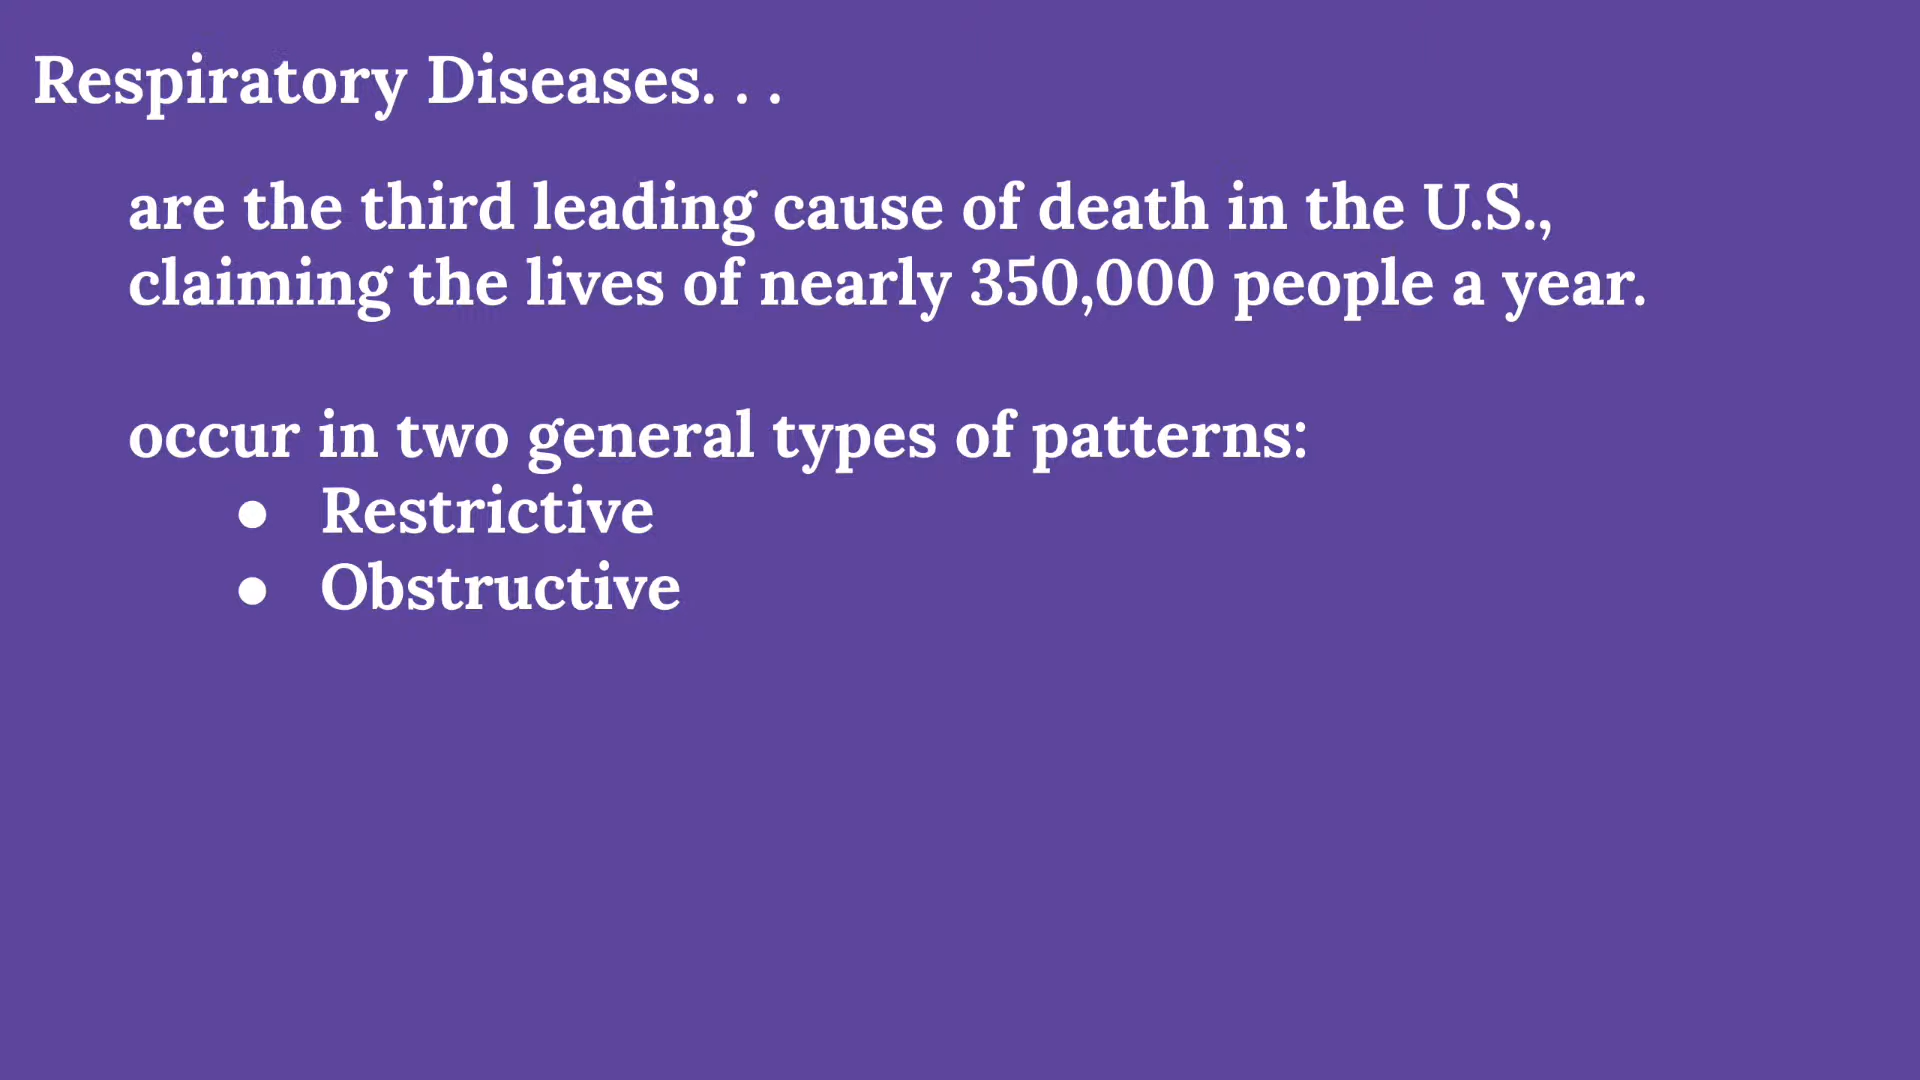 Respiratory Diseases. . .
are the third leading cause of death in the U.S.,
claiming the lives of nearly 350,000 people a year.
occur in two general types of patterns:
● Restrictive
● Obstructive